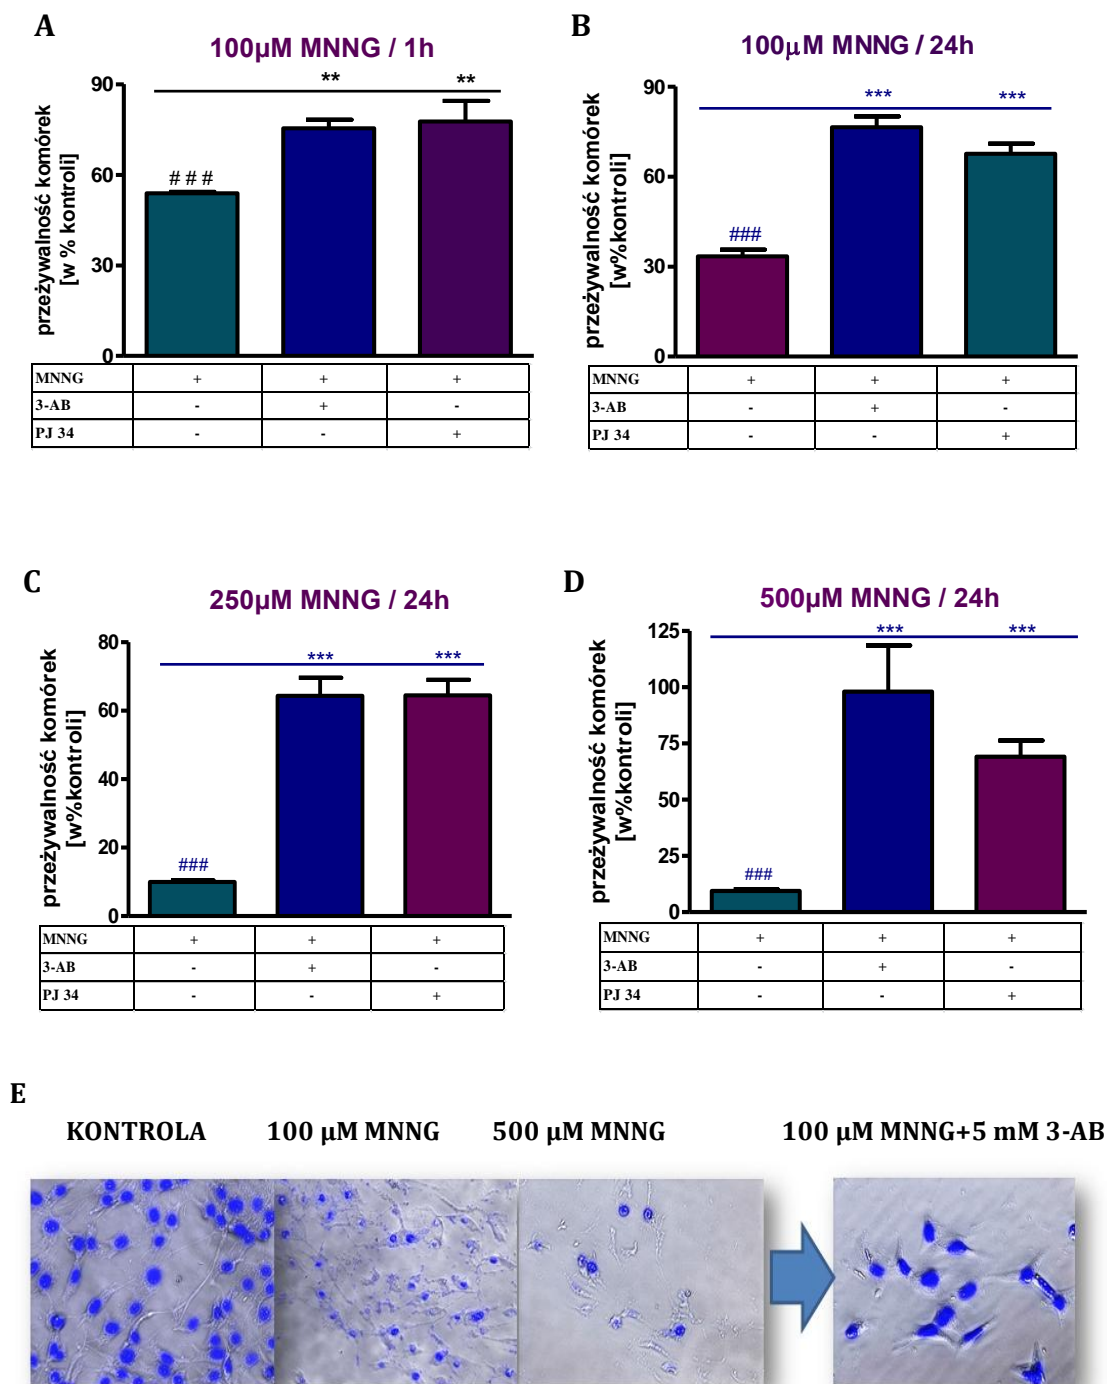 A
100µM MNNG / 1h
przeżywalność komórek
[w % kontroli]
90
60
30
0
# # #
**
**
MNNG + + +
3-AB - + -
PJ 34 - - +
B
100µM MNNG / 24h
przeżywalność komórek
[w%kontroli]
90
60
30
0
###
***
***
MNNG + + +
3-AB - + -
PJ 34 - - +
C
250µM MNNG / 24h
przeżywalność komórek
[w%kontroli]
80
60
40
20
0
###
***
***
MNNG + + +
3-AB - + -
PJ 34 - - +
D
500µM MNNG / 24h
przeżywalność komórek
[w%kontroli]
125
100
75
50
25
0
###
***
***
MNNG + + +
3-AB - + -
PJ 34 - - +
E
KONTROLA
100 µM MNNG
500 µM MNNG
100 µM MNNG+5 mM 3-AB